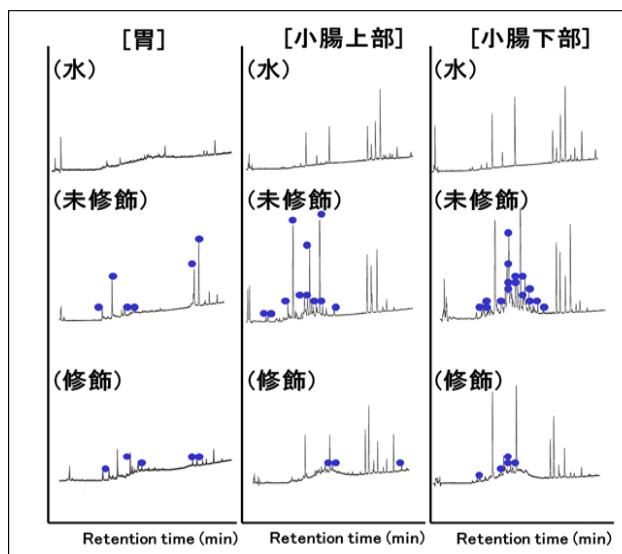 [胃]
[小腸上部]
[小腸下部]
(水)
(水)
(水)
(未修飾)
(未修飾)
(未修飾)
(修飾)
(修飾)
(修飾)
Retention time (min)
Retention time (min)
Retention time (min)